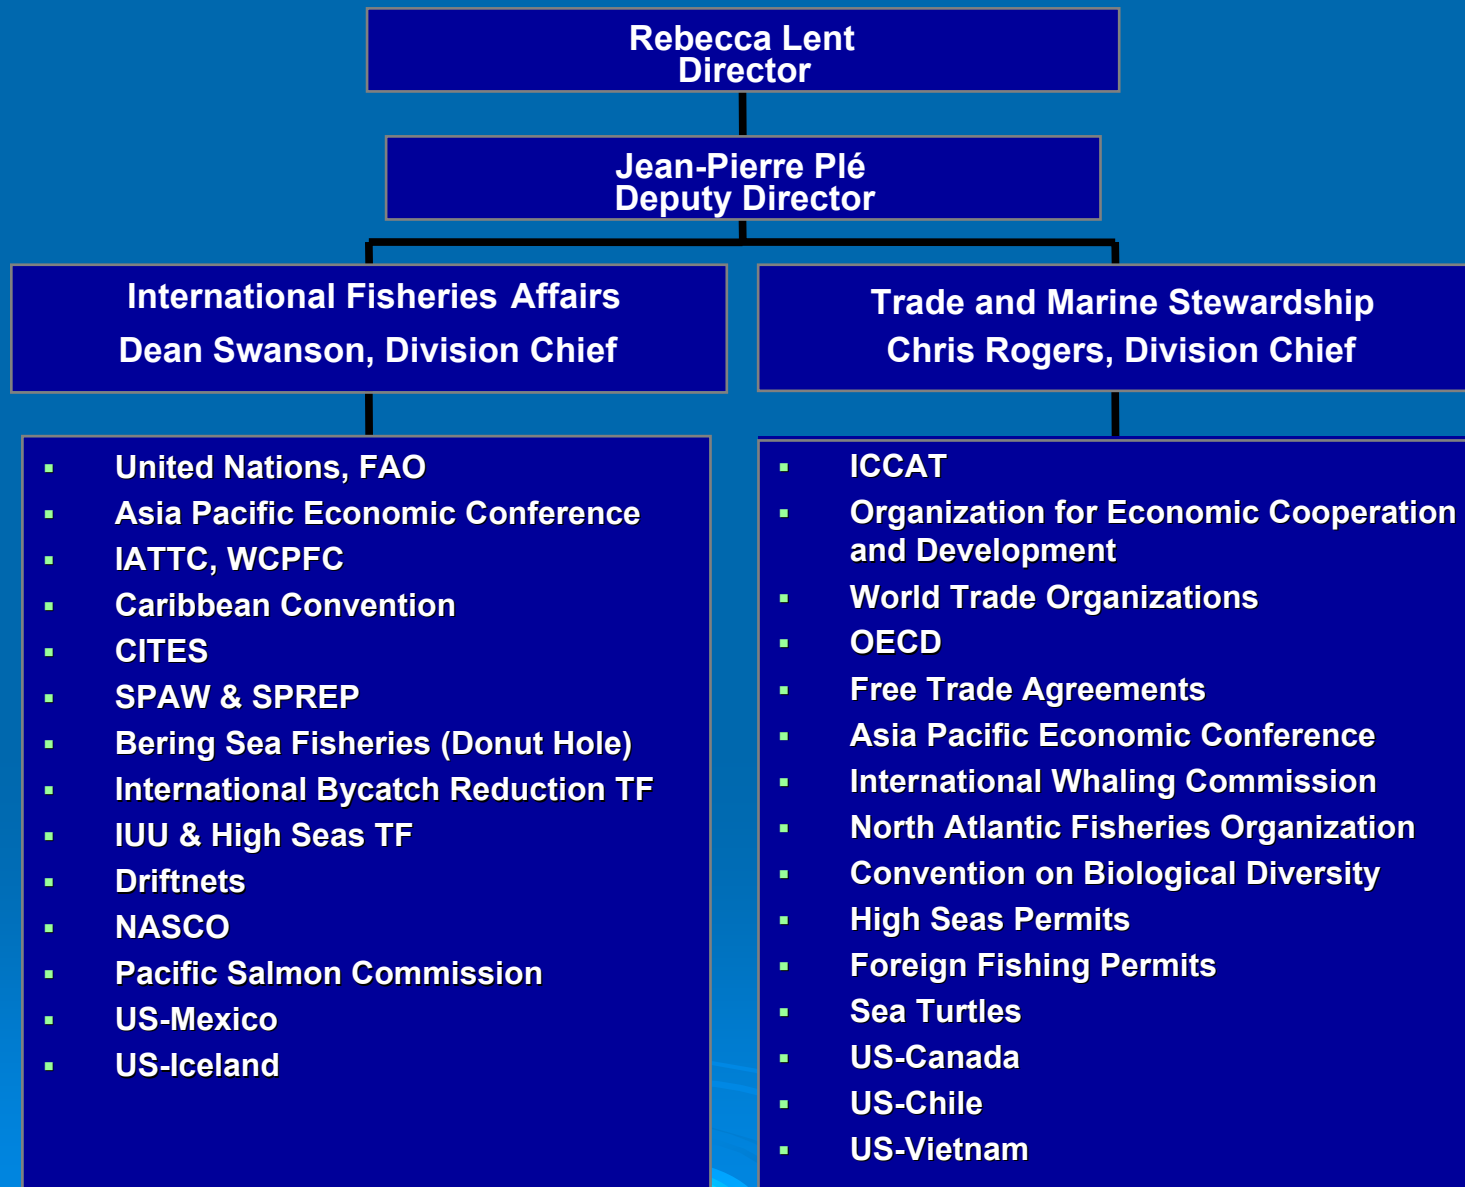 Rebecca Lent
Director
Jean-Pierre Plé
Deputy Director
International Fisheries Affairs
Dean Swanson, Division Chief
Trade and Marine Stewardship
Chris Rogers, Division Chief
▪ United Nations, FAO
▪ Asia Pacific Economic Conference
▪ IATTC, WCPFC
▪ Caribbean Convention
▪ CITES
▪ SPAW & SPREP
▪ Bering Sea Fisheries (Donut Hole)
▪ International Bycatch Reduction TF
▪ IUU & High Seas TF
▪ Driftnets
▪ NASCO
▪ Pacific Salmon Commission
▪ US-Mexico
▪ US-Iceland
▪ ICCAT
▪ Organization for Economic Cooperation
and Development
▪ World Trade Organizations
▪ OECD
▪ Free Trade Agreements
▪ Asia Pacific Economic Conference
▪ International Whaling Commission
▪ North Atlantic Fisheries Organization
▪ Convention on Biological Diversity
▪ High Seas Permits
▪ Foreign Fishing Permits
▪ Sea Turtles
▪ US-Canada
▪ US-Chile
▪ US-Vietnam